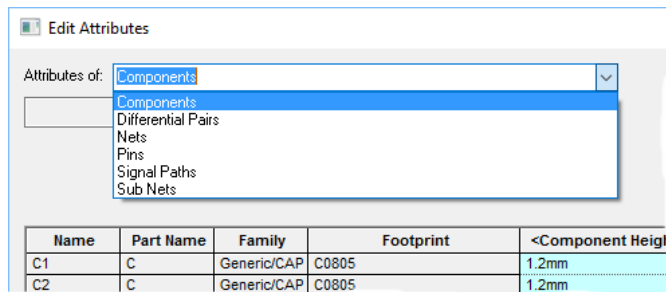 Edit Attributes
Attributes of: Components
Components
Differential Pairs
Nets
Pins
Signal Paths
Sub Nets
Name Part Name Family Footprint <Component Heigh
C1 C Generic/CAP C0805 1.2mm
C2 C Generic/CAP C0805 1.2mm